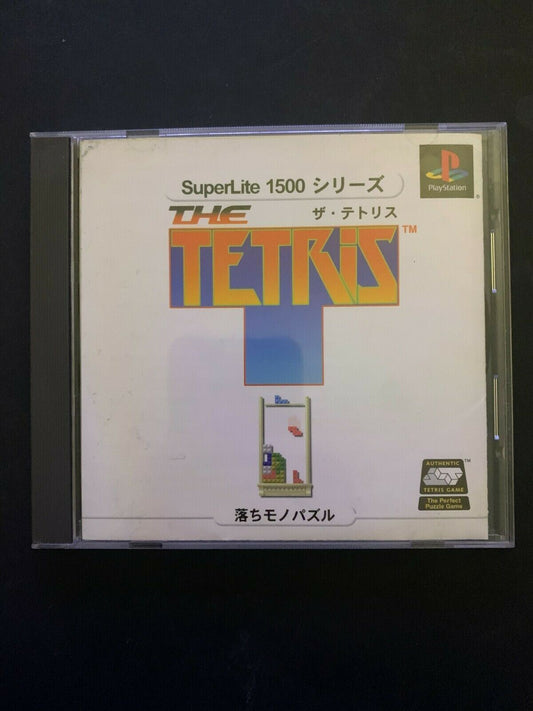 SuperLite 1500 シリーズ
PlayStation
®
THE
ザ・テトリス
TETRiS™
AUTHENTIC
TETRIS GAME
™
The Perfect
Puzzle Game
落ちモノパズル